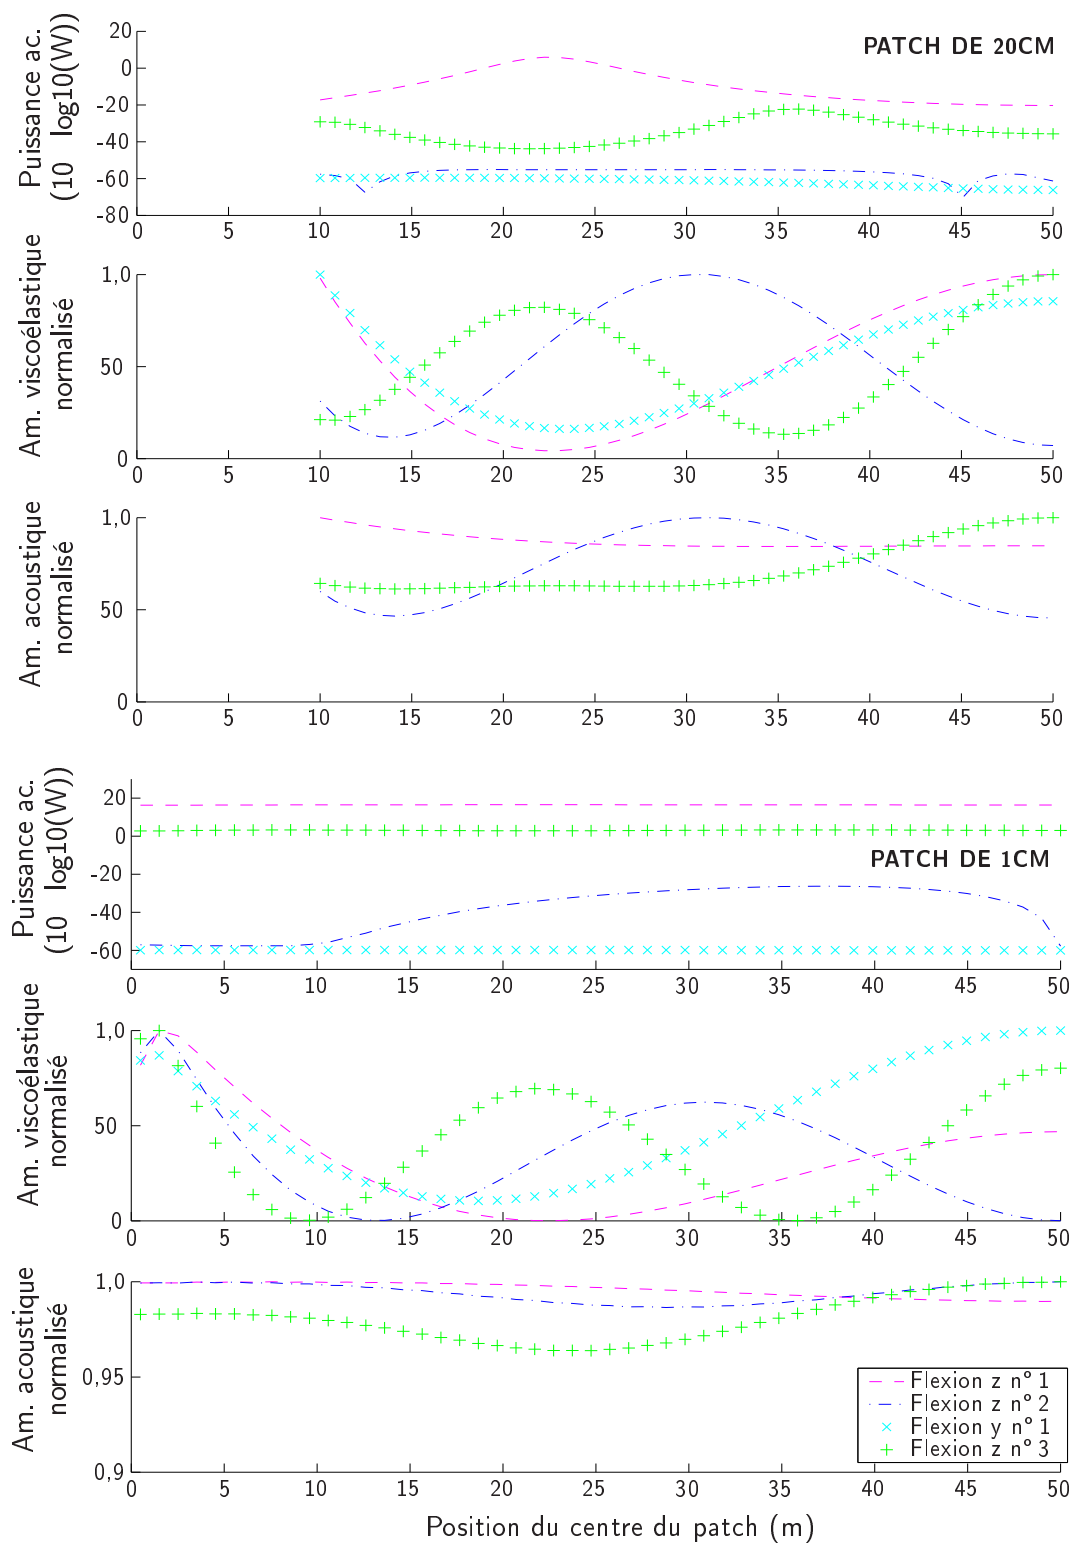 PATCH DE 20CM
Puissance ac.
(10 log10(W))
20
0
-20
-40
-60
-80
0 5 10 15 20 25 30 35 40 45 50
Am. viscoélastique
normalisé
1,0
50
0
0 5 10 15 20 25 30 35 40 45 50
Am. acoustique
normalisé
1,0
50
0
0 5 10 15 20 25 30 35 40 45 50
Puissance ac.
(10 log10(W))
20
0
-20
-40
-60
PATCH DE 1CM
0 5 10 15 20 25 30 35 40 45 50
Am. viscoélastique
normalisé
1,0
50
0
0 5 10 15 20 25 30 35 40 45 50
Am. acoustique
normalisé
1,0
0,95
0,9
Flexion z n° 1
Flexion z n° 2
Flexion y n° 1
Flexion z n° 3
0 5 10 15 20 25 30 35 40 45 50
Position du centre du patch (m)